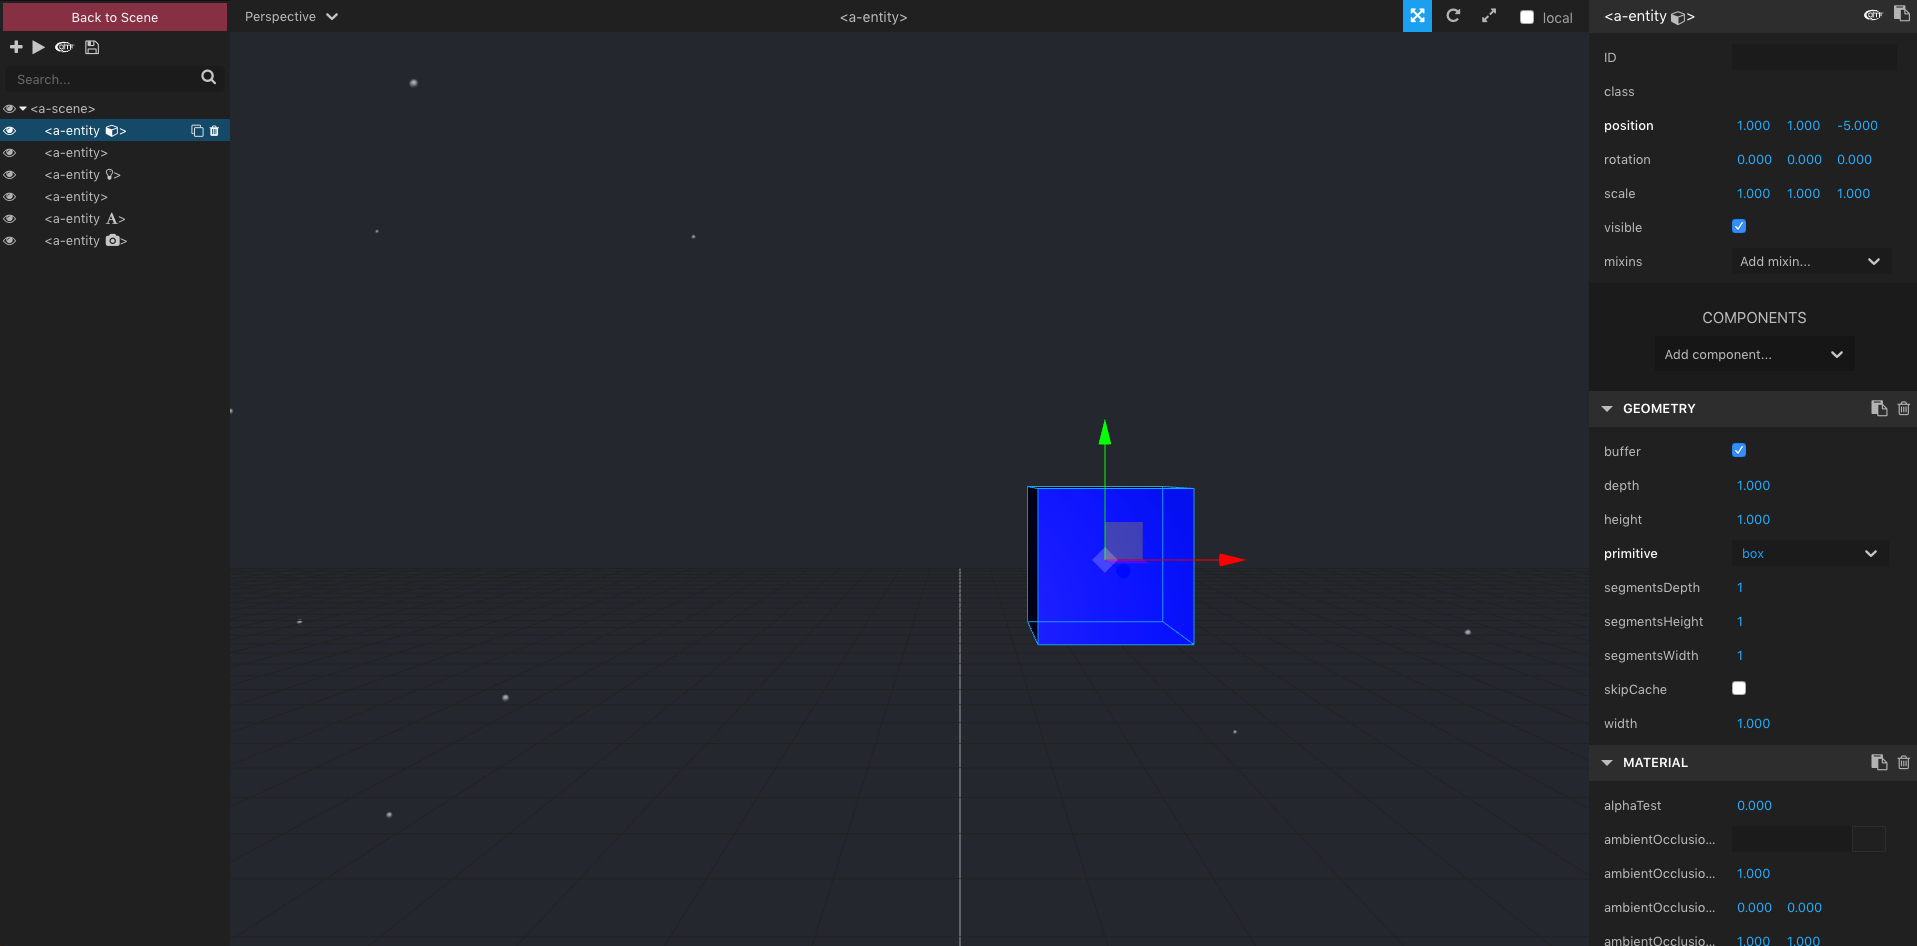 Back to Scene
Perspective
<a-entity>
local
<a-entity >
Search...
<a-scene>
<a-entity >
<a-entity>
<a-entity >
<a-entity>
<a-entity A>
<a-entity >
ID
class
position 1.000 1.000 -5.000
rotation 0.000 0.000 0.000
scale 1.000 1.000 1.000
visible
mixins Add mixin...
COMPONENTS
Add component...
GEOMETRY
buffer
depth 1.000
height 1.000
primitive box
segmentsDepth 1
segmentsHeight 1
segmentsWidth 1
skipCache
width 1.000
MATERIAL
alphaTest 0.000
ambientOcclusio...
ambientOcclusio... 1.000
ambientOcclusio... 0.000 0.000
ambientOcclusio... 1.000 1.000